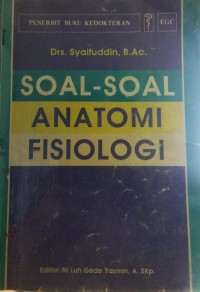 PENERBIT BUKU KEDOKTERAN
EGC
Drs. Syaifuddin, B.Ac.
SOAL-SOAL
ANATOMI
FISIOLOGI
Editor: Ni Luh Gede Yasmin, A, SKp.